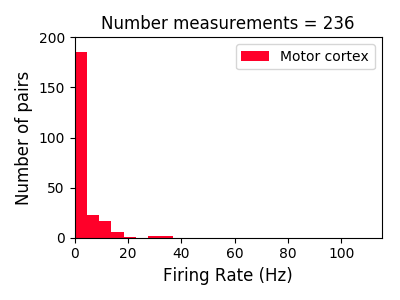 Number measurements = 236
Number of pairs
200
150
100
50
0
Motor cortex
0 20 40 60 80 100
Firing Rate (Hz)